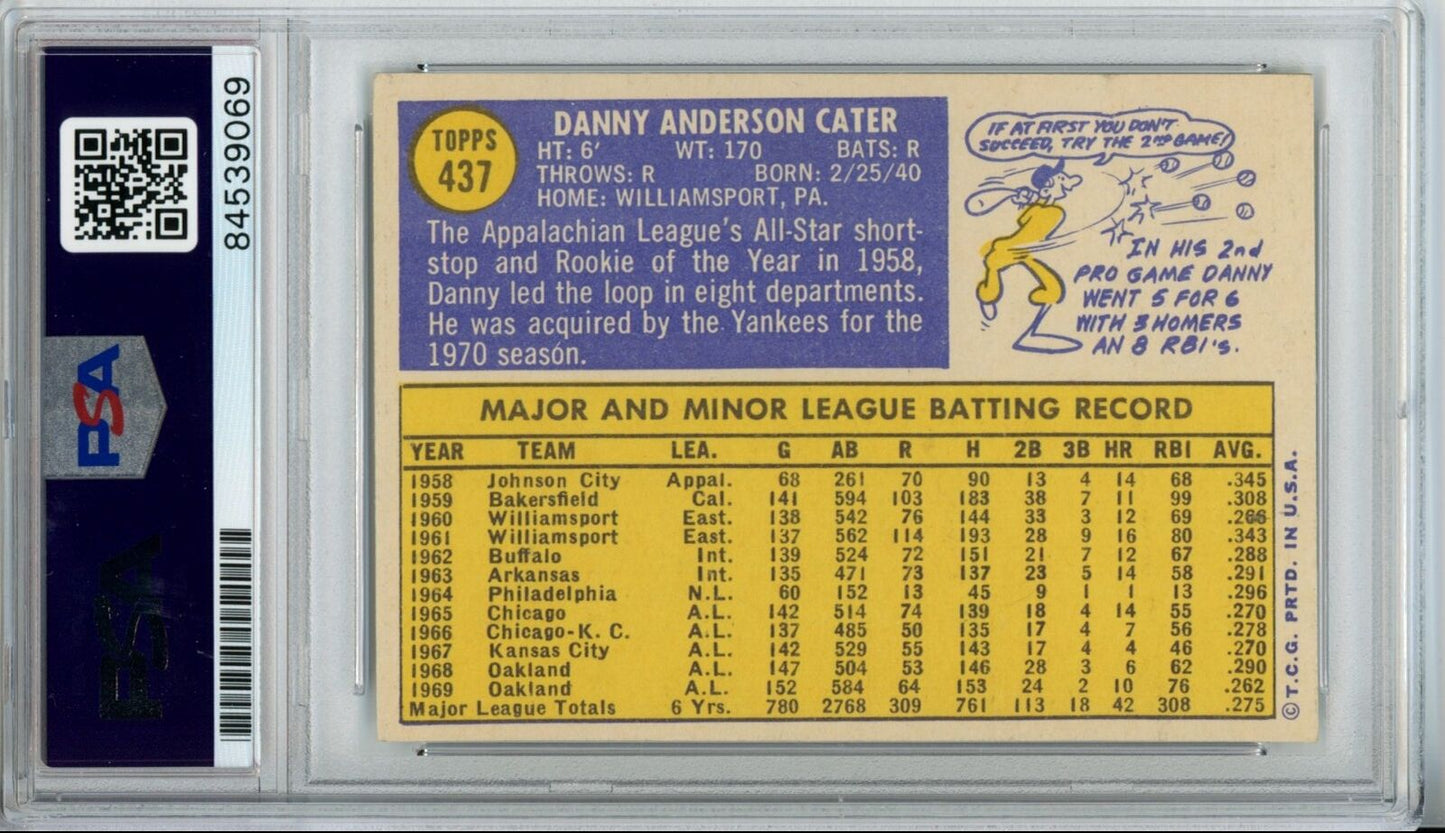 84539069
PSA
PSA
TOPPS
437
DANNY ANDERSON CATER
HT: 6' WT: 170 BATS: R
THROWS: R BORN: 2/25/40
HOME: WILLIAMSPORT, PA.
The Appalachian League's All-Star short-
stop and Rookie of the Year in 1958,
Danny led the loop in eight departments.
He was acquired by the Yankees for the
1970 season.
IF AT FIRST YOU DON'T
SUCCEED, TRY THE 2ND GAME!
IN HIS 2nd
PRO GAME DANNY
WENT 5 FOR 6
WITH 3 HOMERS
AN 8 RBI's.
MAJOR AND MINOR LEAGUE BATTING RECORD
YEAR TEAM LEA. G AB R H 2B 3B HR RBI AVG.
1958 Johnson City Appal. 68 261 70 90 13 4 14 68 .345
1959 Bakersfield Cal. 141 594 103 183 38 7 11 99 .308
1960 Williamsport East. 138 542 76 144 33 3 12 69 .266
1961 Williamsport East. 137 562 114 193 28 9 16 80 .343
1962 Buffalo Int. 139 524 72 151 21 7 12 67 .288
1963 Arkansas Int. 135 471 73 137 23 5 14 58 .291
1964 Philadelphia N.L. 60 152 13 45 9 1 1 13 .296
1965 Chicago A.L. 142 514 74 139 18 4 14 55 .270
1966 Chicago-K. C. A.L. 137 485 50 135 17 4 7 56 .278
1967 Kansas City A.L. 142 529 55 143 17 4 4 46 .270
1968 Oakland A.L. 147 504 53 146 28 3 6 62 .290
1969 Oakland A.L. 152 584 64 153 24 2 10 76 .262
Major League Totals 6 Yrs. 780 2768 309 761 113 18 42 308 .275
© T.C.G. PRTD. IN U.S.A.